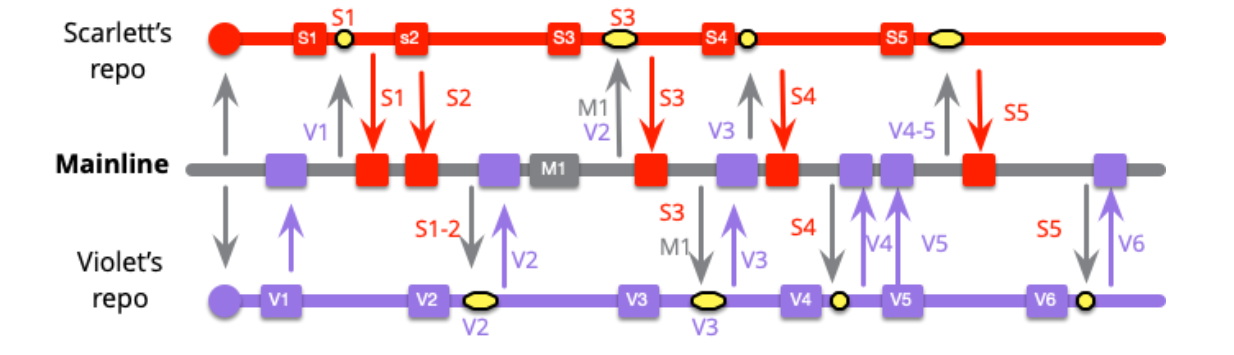 S1
S3
Scarlett's
repo
S1
s2
S3
S4
S5
S1
S2
M1
S3
S4
S5
V1
V2
V3
V4-5
Mainline
M1
S1-2
V2
S3
M1
V3
S4
V4
V5
S5
V6
Violet's
repo
V1
V2
V3
V4
V5
V6
V2
V3